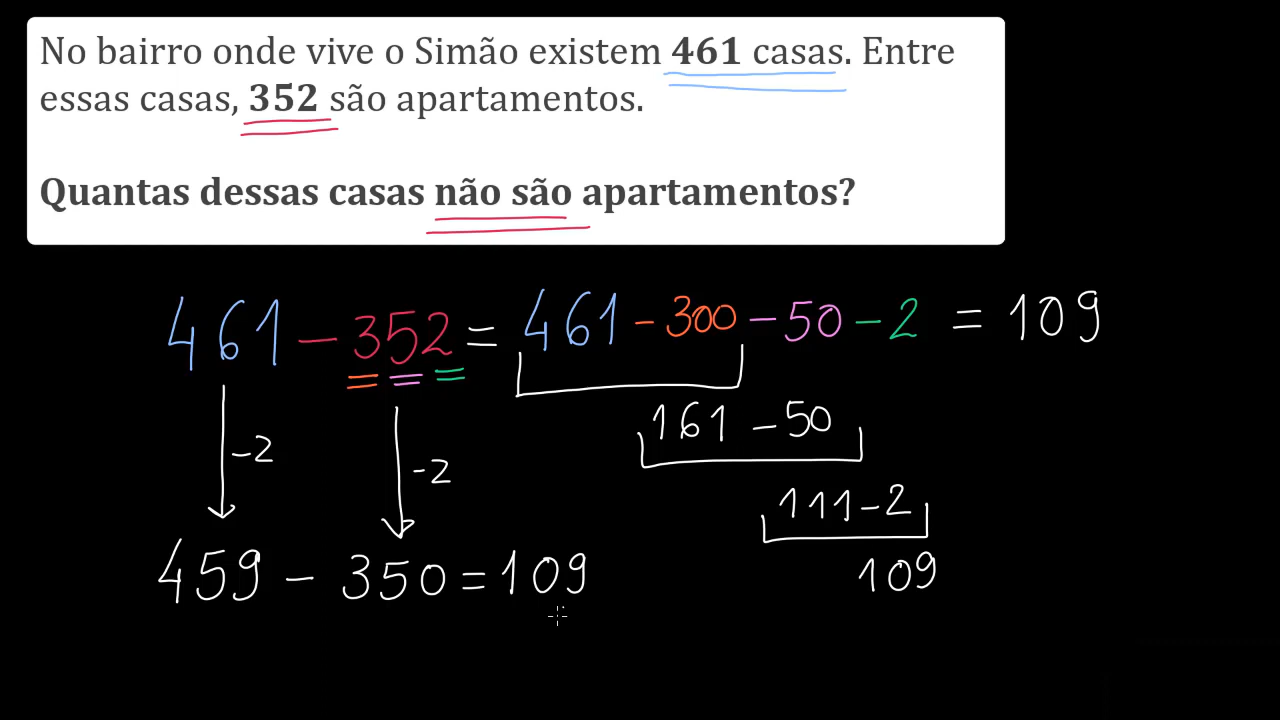 No bairro onde vive o Simão existem 461 casas. Entre
essas casas, 352 são apartamentos.
Quantas dessas casas não são apartamentos?
461 - 352 = 461 - 300 - 50 - 2 = 109
161 - 50
-2 -2
111 - 2
459 - 350 = 109
109